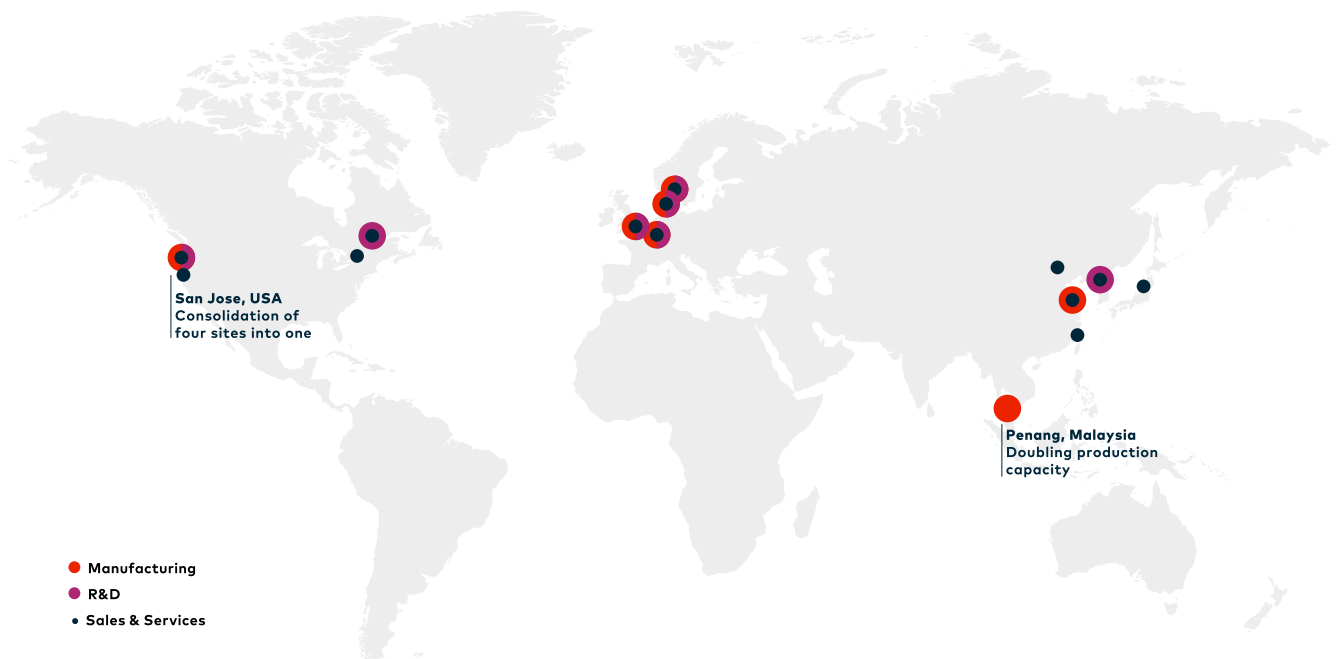 San Jose, USA
Consolidation of
four sites into one
Penang, Malaysia
Doubling production
capacity
Manufacturing
R&D
Sales & Services